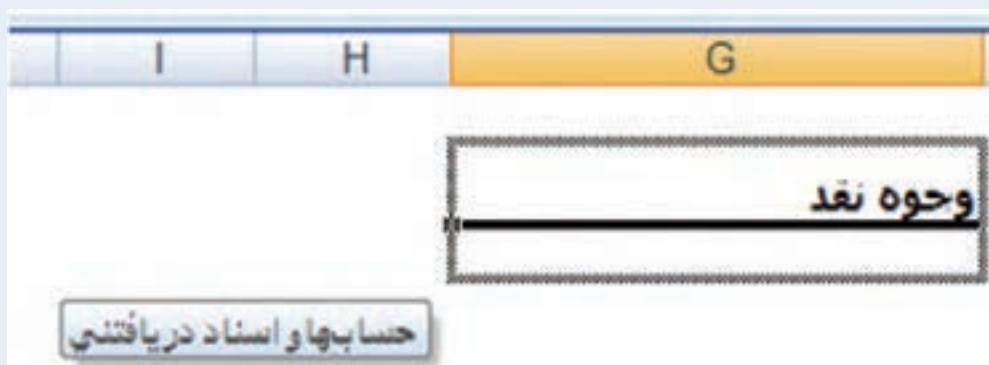 G H I
وجوه نقد
حسابها و اسناد دریافتنی